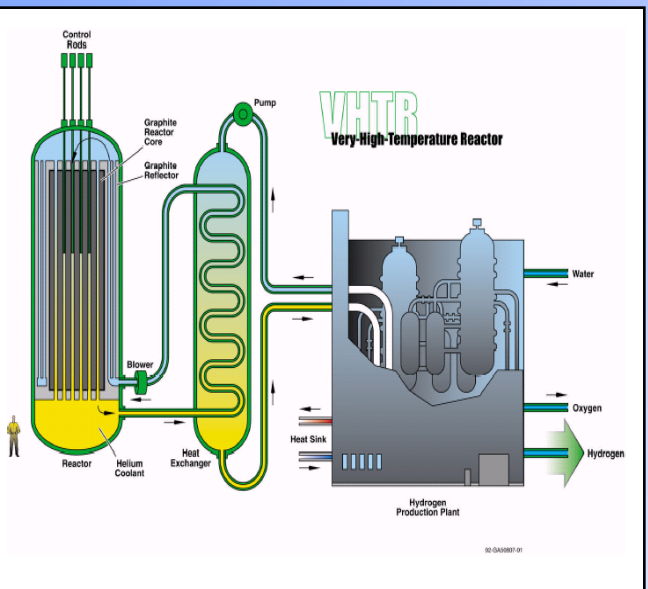 Control
Rods
Graphite
Reactor
Core
Graphite
Reflector
Pump
VHTR
Very-High-Temperature Reactor
Water
Blower
Oxygen
Heat Sink
Hydrogen
Reactor
Helium
Coolant
Heat
Exchanger
Hydrogen
Production Plant
02-GA50807-01